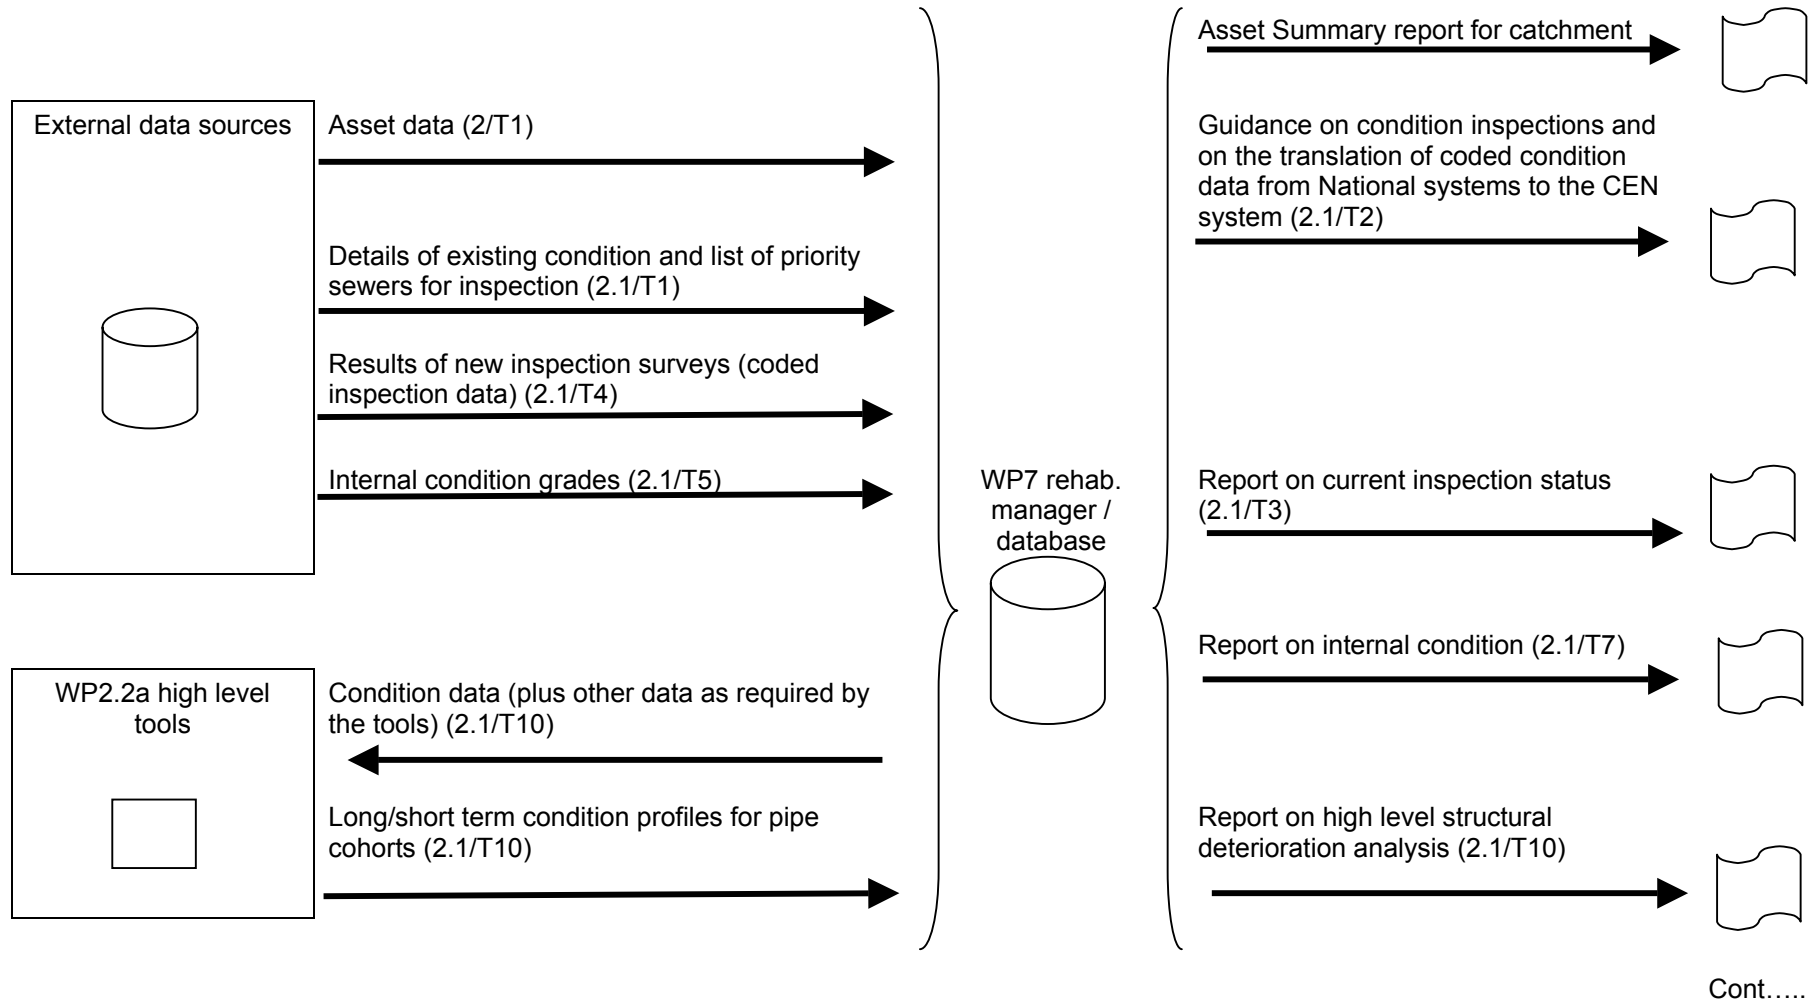 External data sources
Asset data (2/T1)
Details of existing condition and list of priority
sewers for inspection (2.1/T1)
Results of new inspection surveys (coded
inspection data) (2.1/T4)
Internal condition grades (2.1/T5)
WP2.2a high level
tools
Condition data (plus other data as required by
the tools) (2.1/T10)
Long/short term condition profiles for pipe
cohorts (2.1/T10)
WP7 rehab.
manager /
database
Asset Summary report for catchment
Guidance on condition inspections and
on the translation of coded condition
data from National systems to the CEN
system (2.1/T2)
Report on current inspection status
(2.1/T3)
Report on internal condition (2.1/T7)
Report on high level structural
deterioration analysis (2.1/T10)
Cont…..